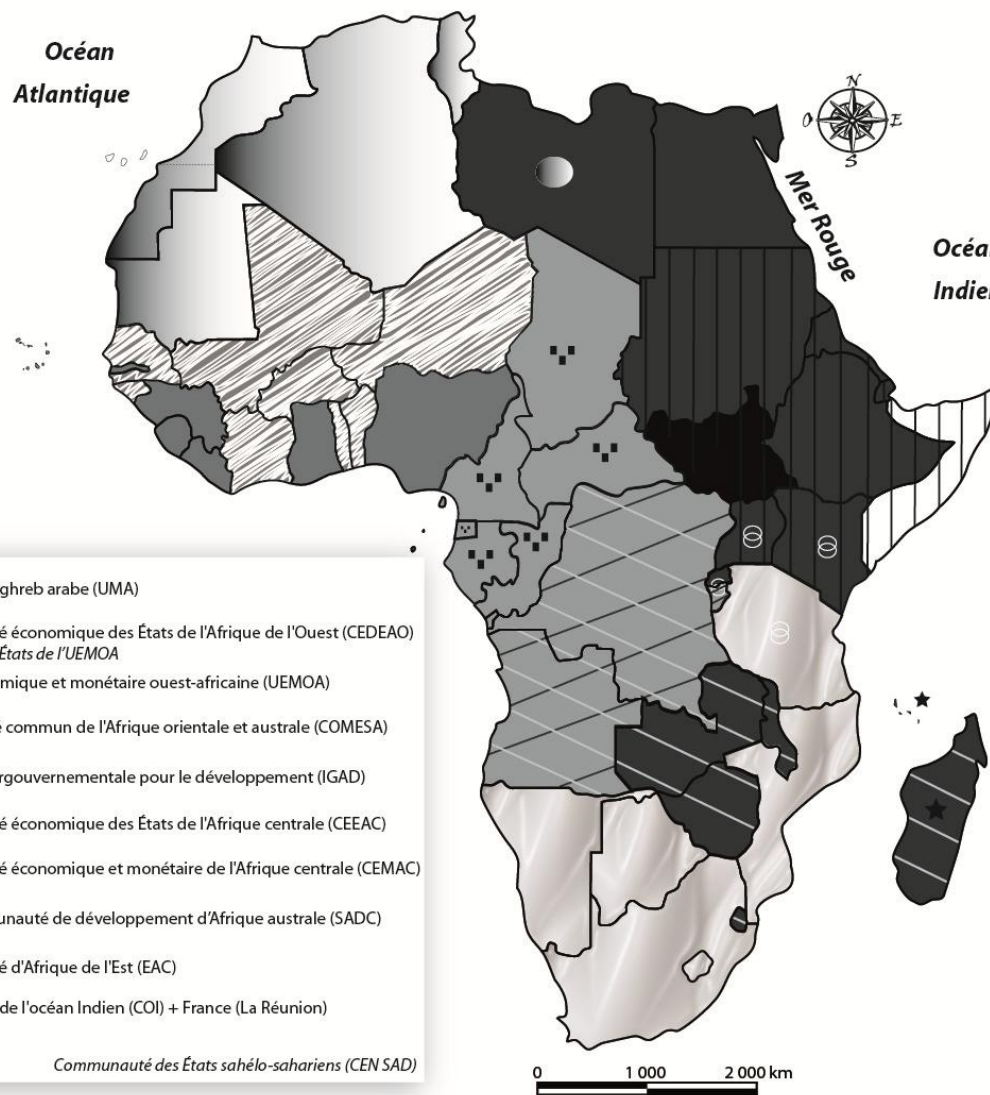 Océan
Atlantique
N
O
E
S
Mer Rouge
Océa
Indie
ghreb arabe (UMA)
é économique des États de l'Afrique de l'Ouest (CEDEAO)
États de l'UEMOA
mique et monétaire ouest-africaine (UEMOA)
é commun de l'Afrique orientale et australe (COMESA)
rgouvernementale pour le développement (IGAD)
é économique des États de l'Afrique centrale (CEEAC)
é économique et monétaire de l'Afrique centrale (CEMAC)
unauté de développement d'Afrique australe (SADC)
é d'Afrique de l'Est (EAC)
de l'océan Indien (COI) + France (La Réunion)
Communauté des États sahélo-sahariens (CEN SAD)
0 1 000 2 000 km